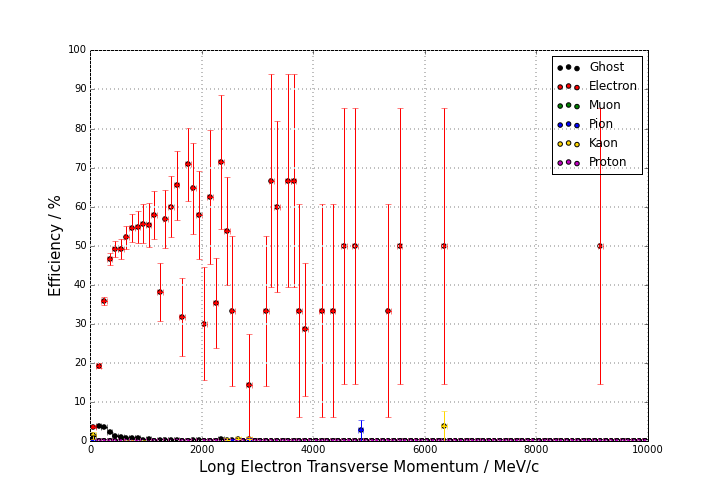 100
90
80
70
60
50
40
30
20
10
0
Efficiency / %
Ghost
Electron
Muon
Pion
Kaon
Proton
0 2000 4000 6000 8000 10000
Long Electron Transverse Momentum / MeV/c